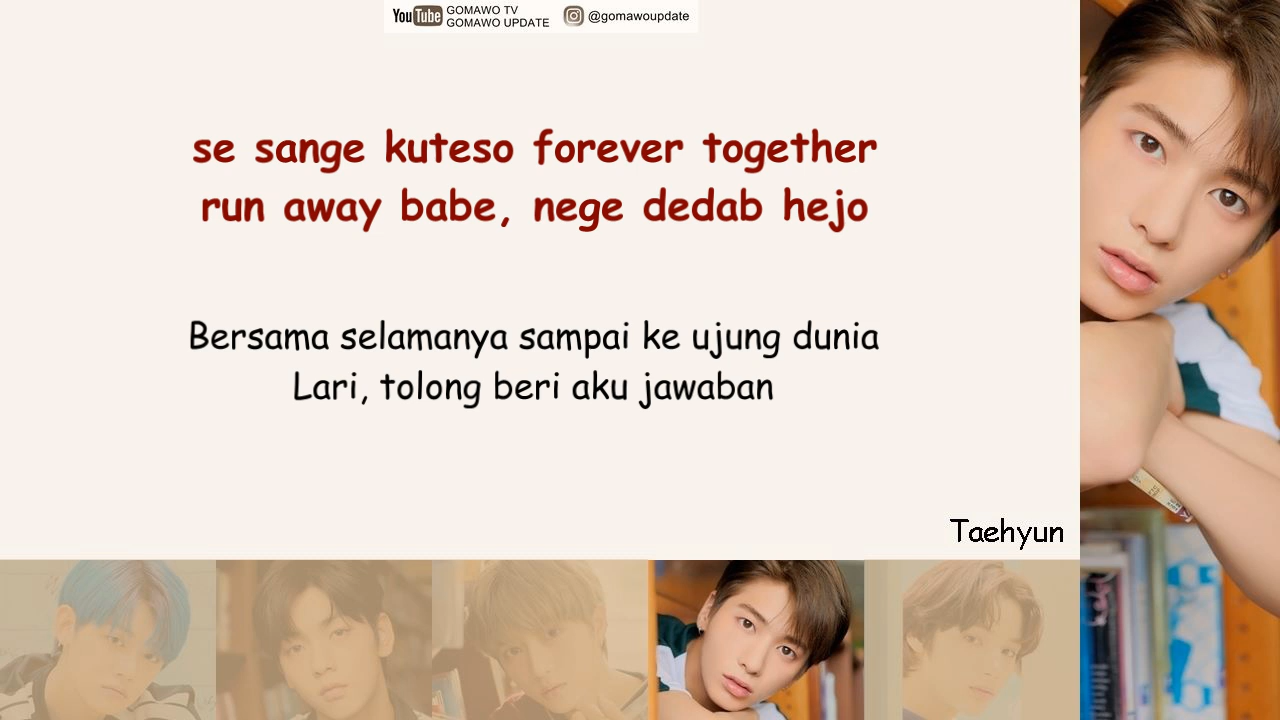 YouTube GOMAWO TV
GOMAWO UPDATE
@gomawoupdate
se sange kuteso forever together
run away babe, nege dedab hejo
Bersama selamanya sampai ke ujung dunia
Lari, tolong beri aku jawaban
Taehyun